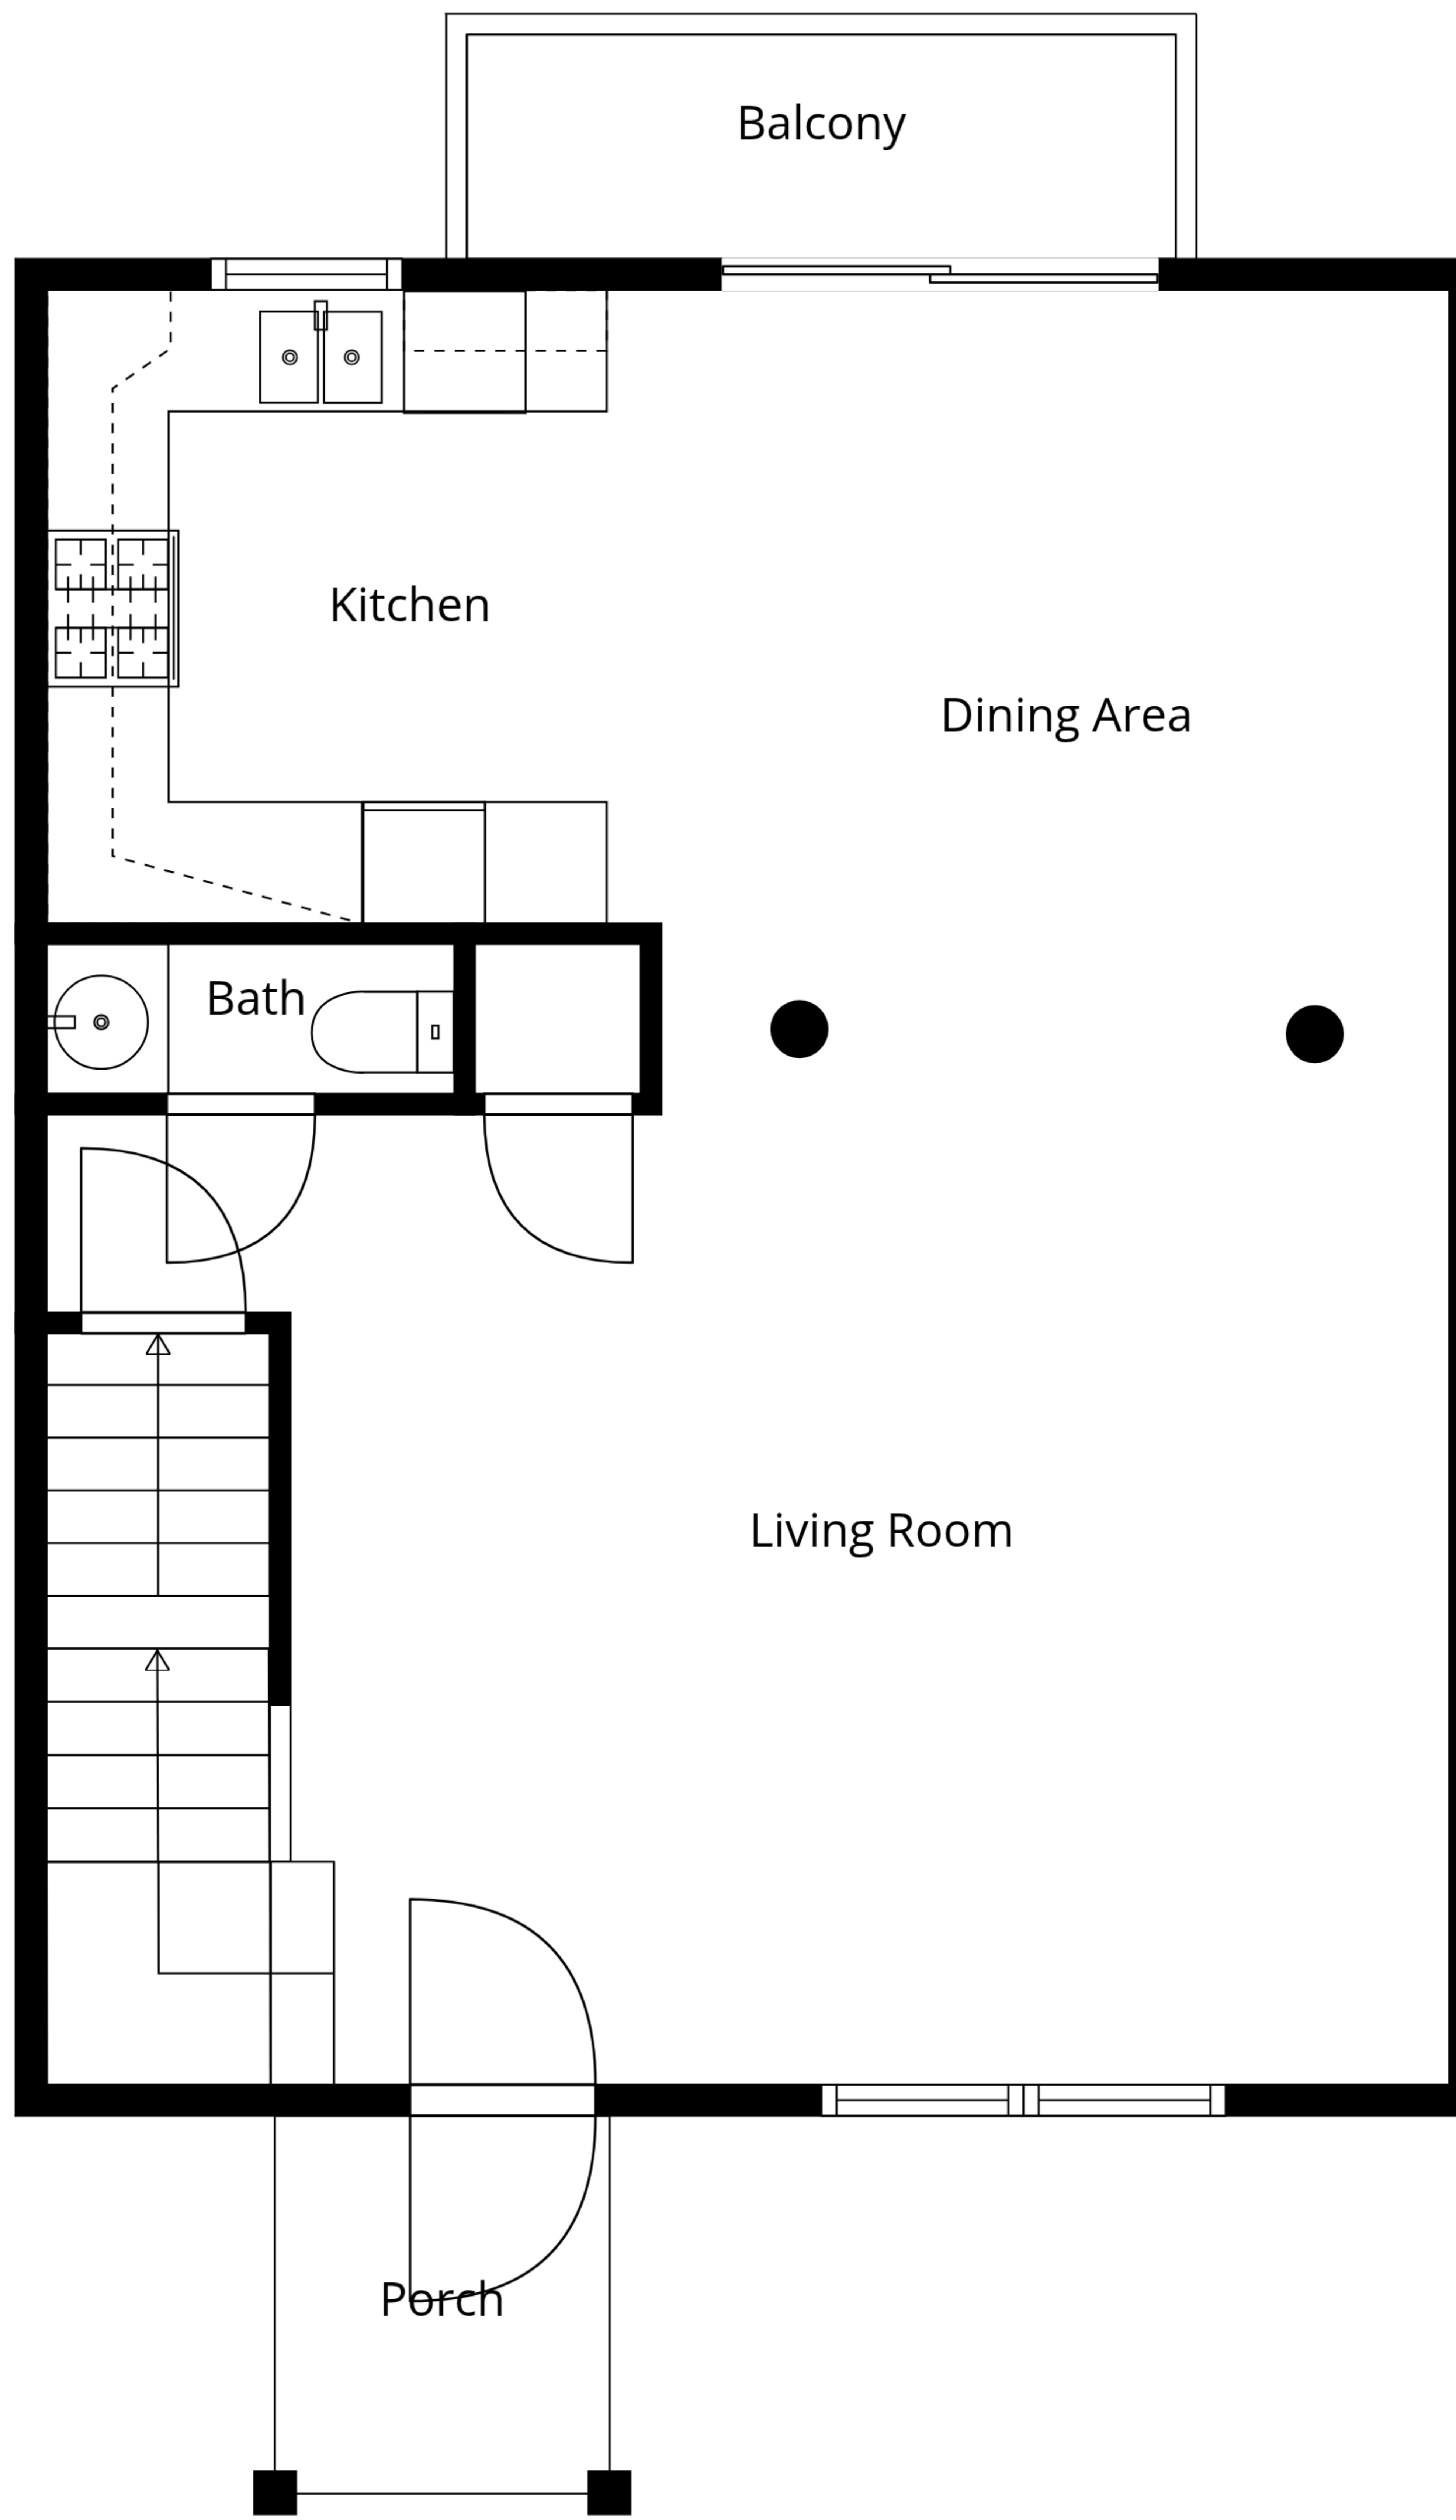 Balcony
Kitchen
Dining Area
Bath
Living Room
Porch